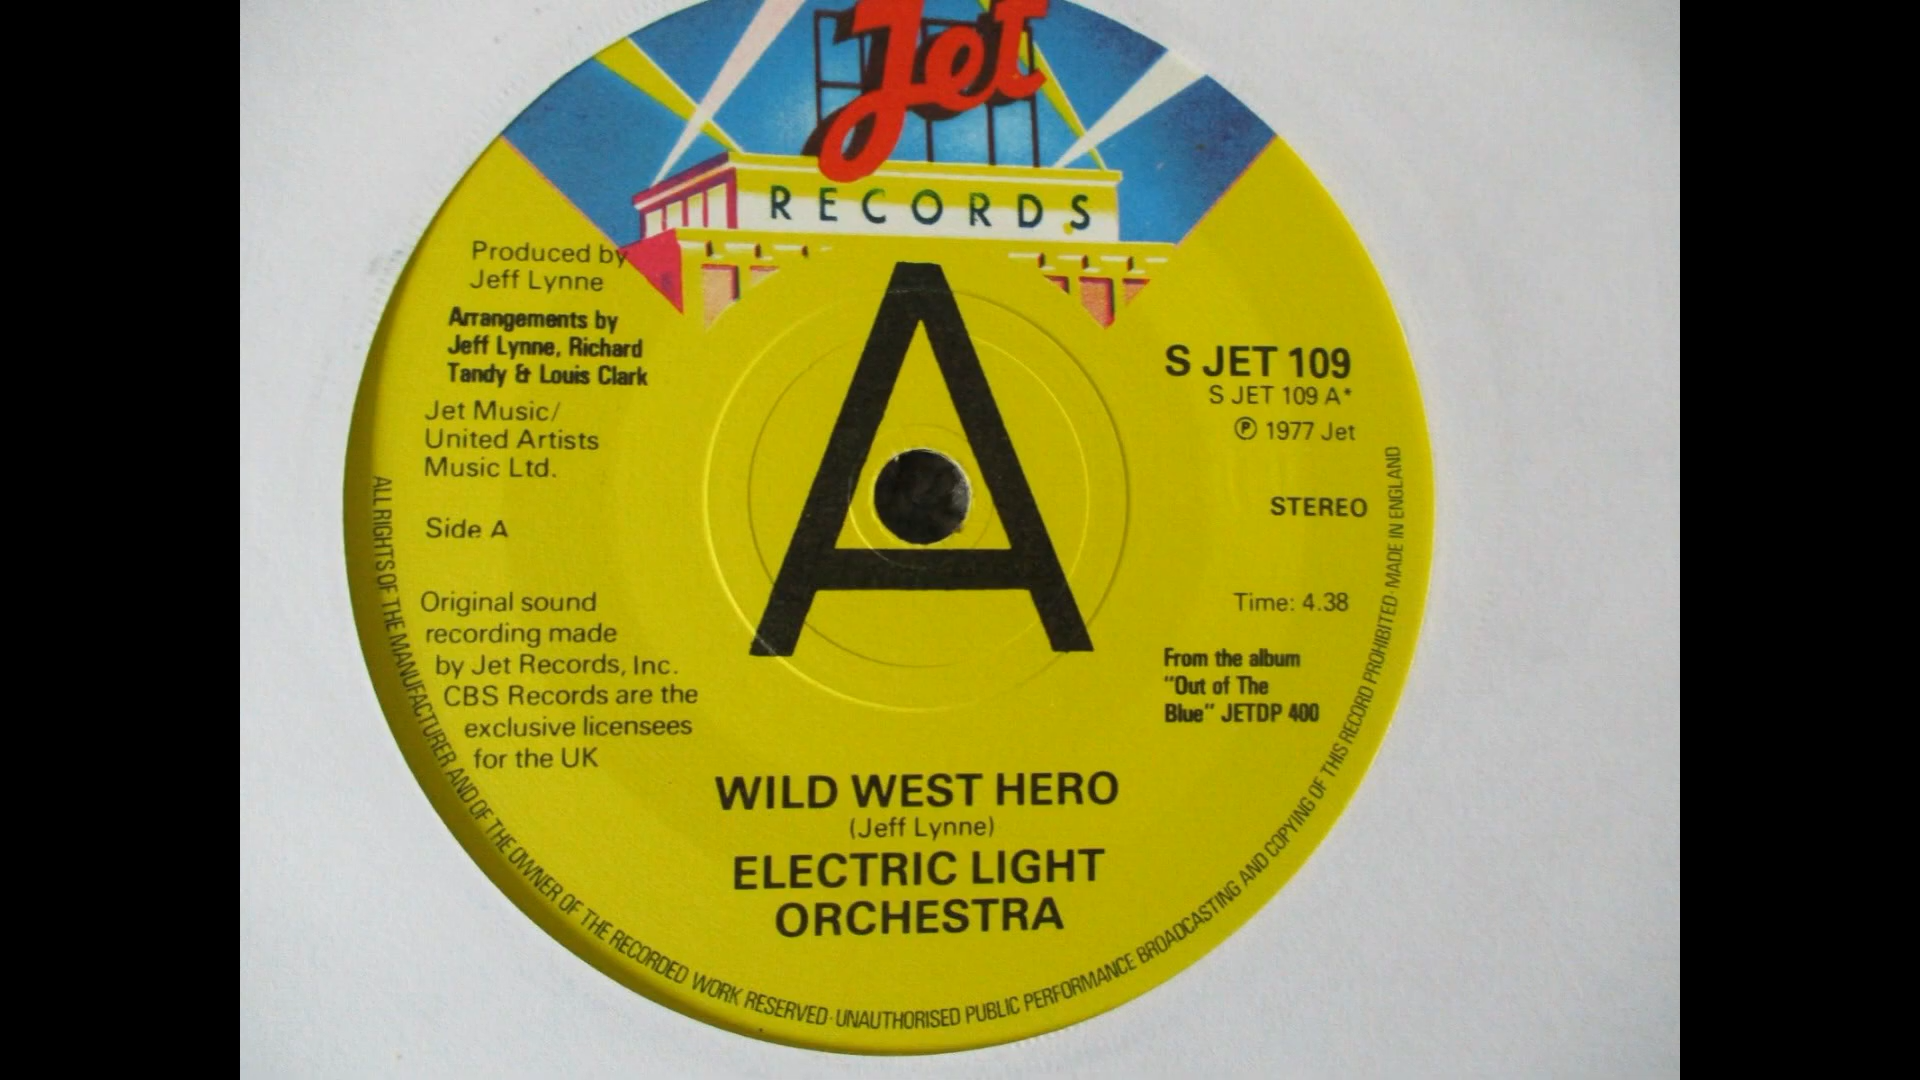 Jet
RECORDS
Produced by
Jeff Lynne
Arrangements by
Jeff Lynne, Richard
Tandy & Louis Clark
Jet Music/
United Artists
Music Ltd.
Side A
Original sound
recording made
by Jet Records, Inc.
CBS Records are the
exclusive licensees
for the UK
A
S JET 109
S JET 109 A*
℗ 1977 Jet
STEREO
Time: 4.38
From the album
"Out of The
Blue" JETDP 400
WILD WEST HERO
(Jeff Lynne)
ELECTRIC LIGHT
ORCHESTRA
ALL RIGHTS OF THE MANUFACTURER AND OF THE OWNER OF THE RECORDED WORK RESERVED · UNAUTHORISED PUBLIC PERFORMANCE BROADCASTING AND COPYING OF THIS RECORD PROHIBITED · MADE IN ENGLAND